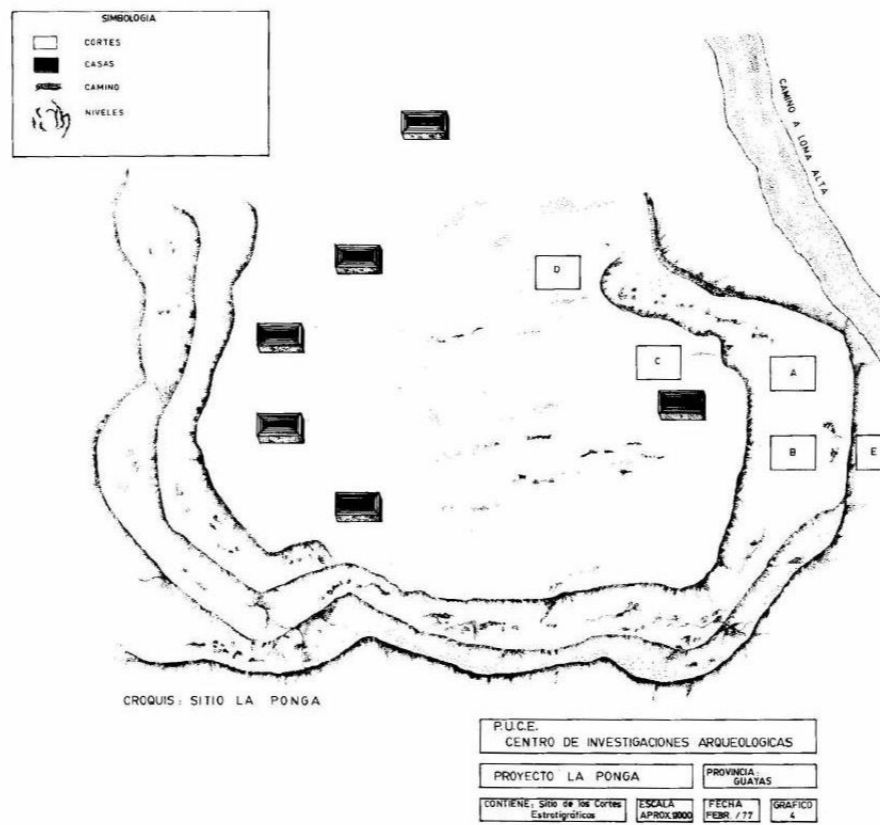 SIMBOLOGIA
CORTES
CASAS
CAMINO
NIVELES
CAMINO A LOMA ALTA
D
C
A
B
E
CROQUIS: SITIO LA PONGA
P.U.C.E.
CENTRO DE INVESTIGACIONES ARQUEOLOGICAS
PROYECTO LA PONGA
PROVINCIA:
GUAYAS
CONTIENE: Sitio de los Cortes
Estratigráficos
ESCALA
APROX.
FECHA
FEBR. / 77
GRAFICO
4